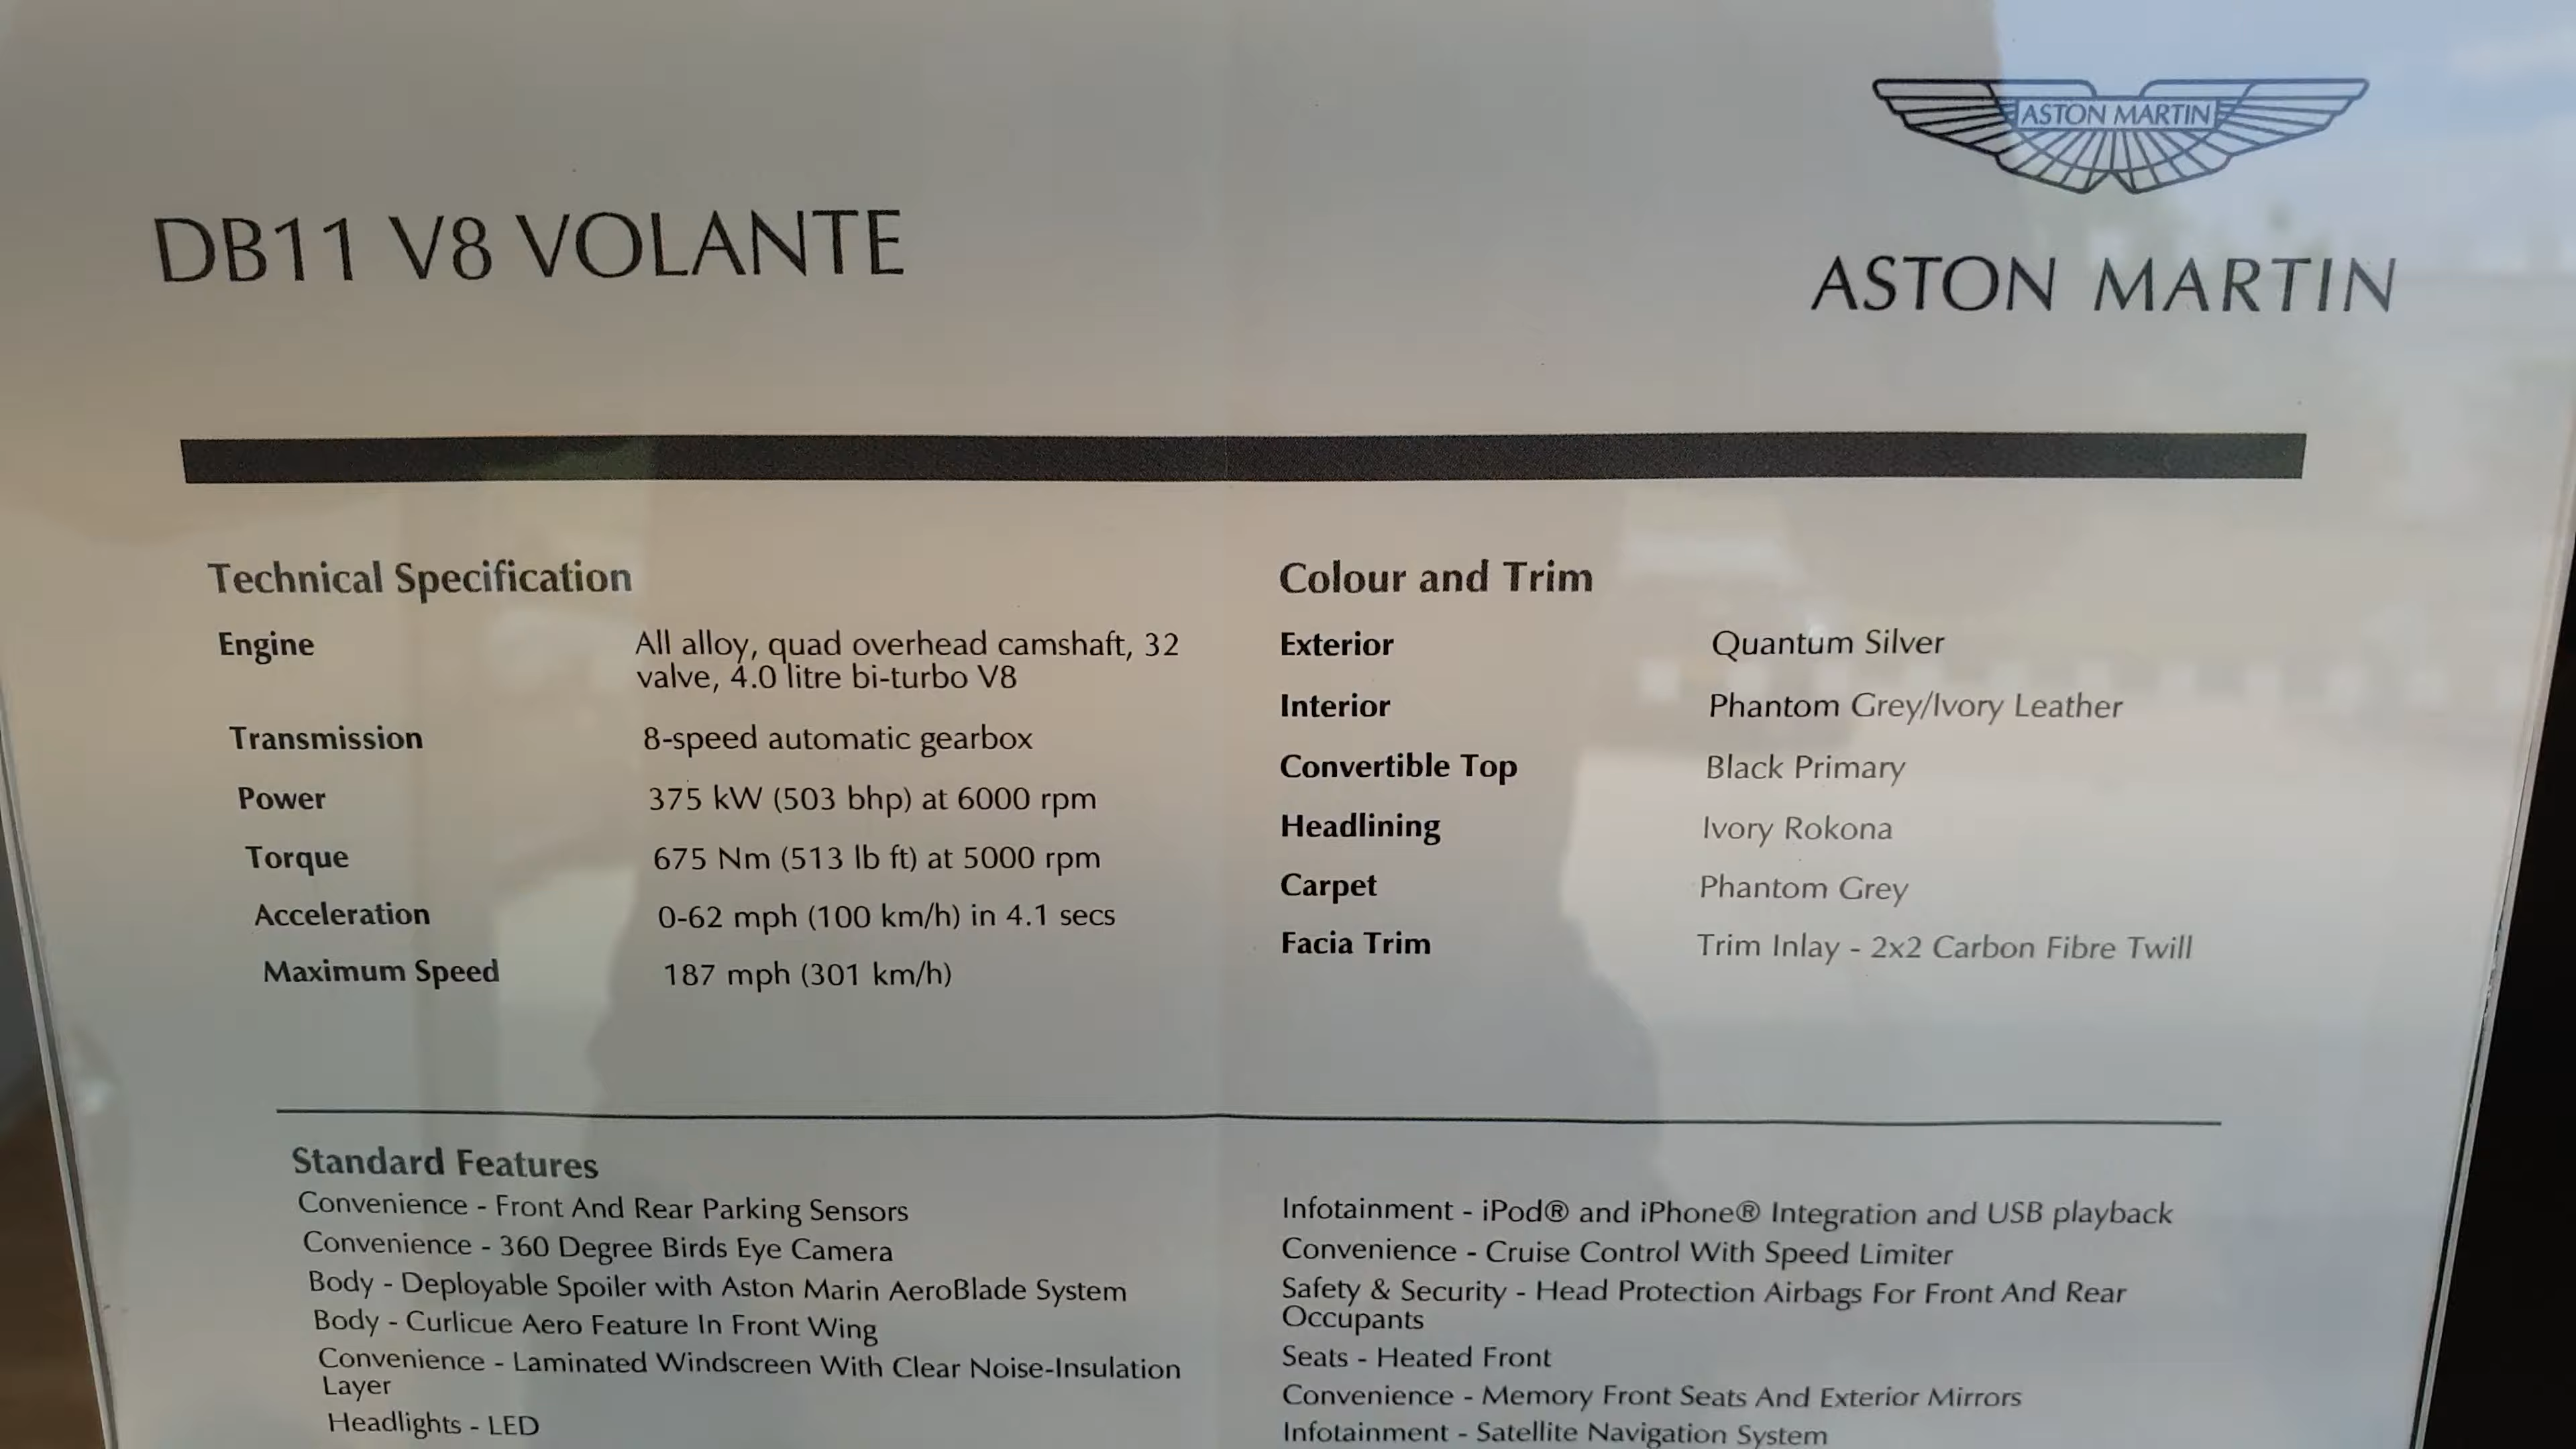 ASTON MARTIN
DB11 V8 VOLANTE
ASTON MARTIN
Technical Specification
Engine All alloy, quad overhead camshaft, 32
valve, 4.0 litre bi-turbo V8
Transmission 8-speed automatic gearbox
Power 375 kW (503 bhp) at 6000 rpm
Torque 675 Nm (513 lb ft) at 5000 rpm
Acceleration 0-62 mph (100 km/h) in 4.1 secs
Maximum Speed 187 mph (301 km/h)
Colour and Trim
Exterior Quantum Silver
Interior Phantom Grey/Ivory Leather
Convertible Top Black Primary
Headlining Ivory Rokona
Carpet Phantom Grey
Facia Trim Trim Inlay - 2x2 Carbon Fibre Twill
Standard Features
Convenience - Front And Rear Parking Sensors
Convenience - 360 Degree Birds Eye Camera
Body - Deployable Spoiler with Aston Marin AeroBlade System
Body - Curlicue Aero Feature In Front Wing
Convenience - Laminated Windscreen With Clear Noise-Insulation
Layer
Headlights - LED
Infotainment - iPod® and iPhone® Integration and USB playback
Convenience - Cruise Control With Speed Limiter
Safety & Security - Head Protection Airbags For Front And Rear
Occupants
Seats - Heated Front
Convenience - Memory Front Seats And Exterior Mirrors
Infotainment - Satellite Navigation System